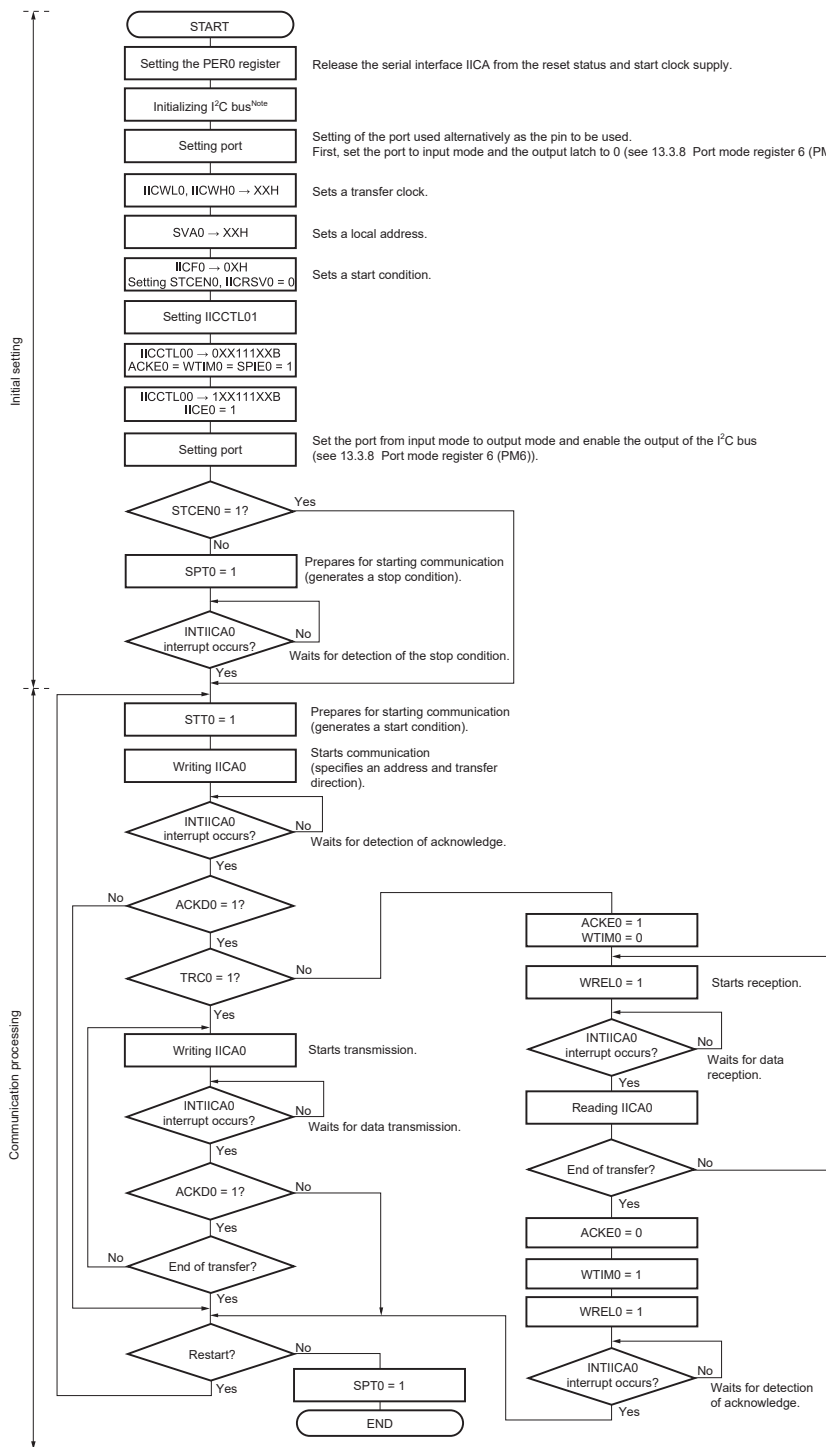 START
Setting the PER0 register
Release the serial interface IICA from the reset status and start clock supply.
Initializing I²C busNote
Setting port
Setting of the port used alternatively as the pin to be used.
First, set the port to input mode and the output latch to 0 (see 13.3.8 Port mode register 6 (PM
IICWL0, IICWH0 → XXH
Sets a transfer clock.
SVA0 → XXH
Sets a local address.
IICF0 → 0XH
Setting STCEN0, IICRSV0 = 0
Sets a start condition.
Setting IICCTL01
IICCTL00 → 0XX111XXB
ACKE0 = WTIM0 = SPIE0 = 1
IICCTL00 → 1XX111XXB
IICE0 = 1
Setting port
Set the port from input mode to output mode and enable the output of the I²C bus
(see 13.3.8 Port mode register 6 (PM6)).
Initial setting
STCEN0 = 1?
Yes
No
SPT0 = 1
Prepares for starting communication
(generates a stop condition).
INTIICA0
interrupt occurs?
No
Waits for detection of the stop condition.
Yes
STT0 = 1
Prepares for starting communication
(generates a start condition).
Writing IICA0
Starts communication
(specifies an address and transfer
direction).
INTIICA0
interrupt occurs?
No
Waits for detection of acknowledge.
Yes
ACKD0 = 1?
No
Yes
TRC0 = 1?
No
Yes
Communication processing
Writing IICA0
Starts transmission.
INTIICA0
interrupt occurs?
No
Waits for data transmission.
Yes
ACKD0 = 1?
No
Yes
End of transfer?
No
Yes
Restart?
No
Yes
SPT0 = 1
END
ACKE0 = 1
WTIM0 = 0
WREL0 = 1
Starts reception.
INTIICA0
interrupt occurs?
No
Waits for data
reception.
Yes
Reading IICA0
End of transfer?
No
Yes
ACKE0 = 0
WTIM0 = 1
WREL0 = 1
INTIICA0
interrupt occurs?
No
Waits for detection
of acknowledge.
Yes